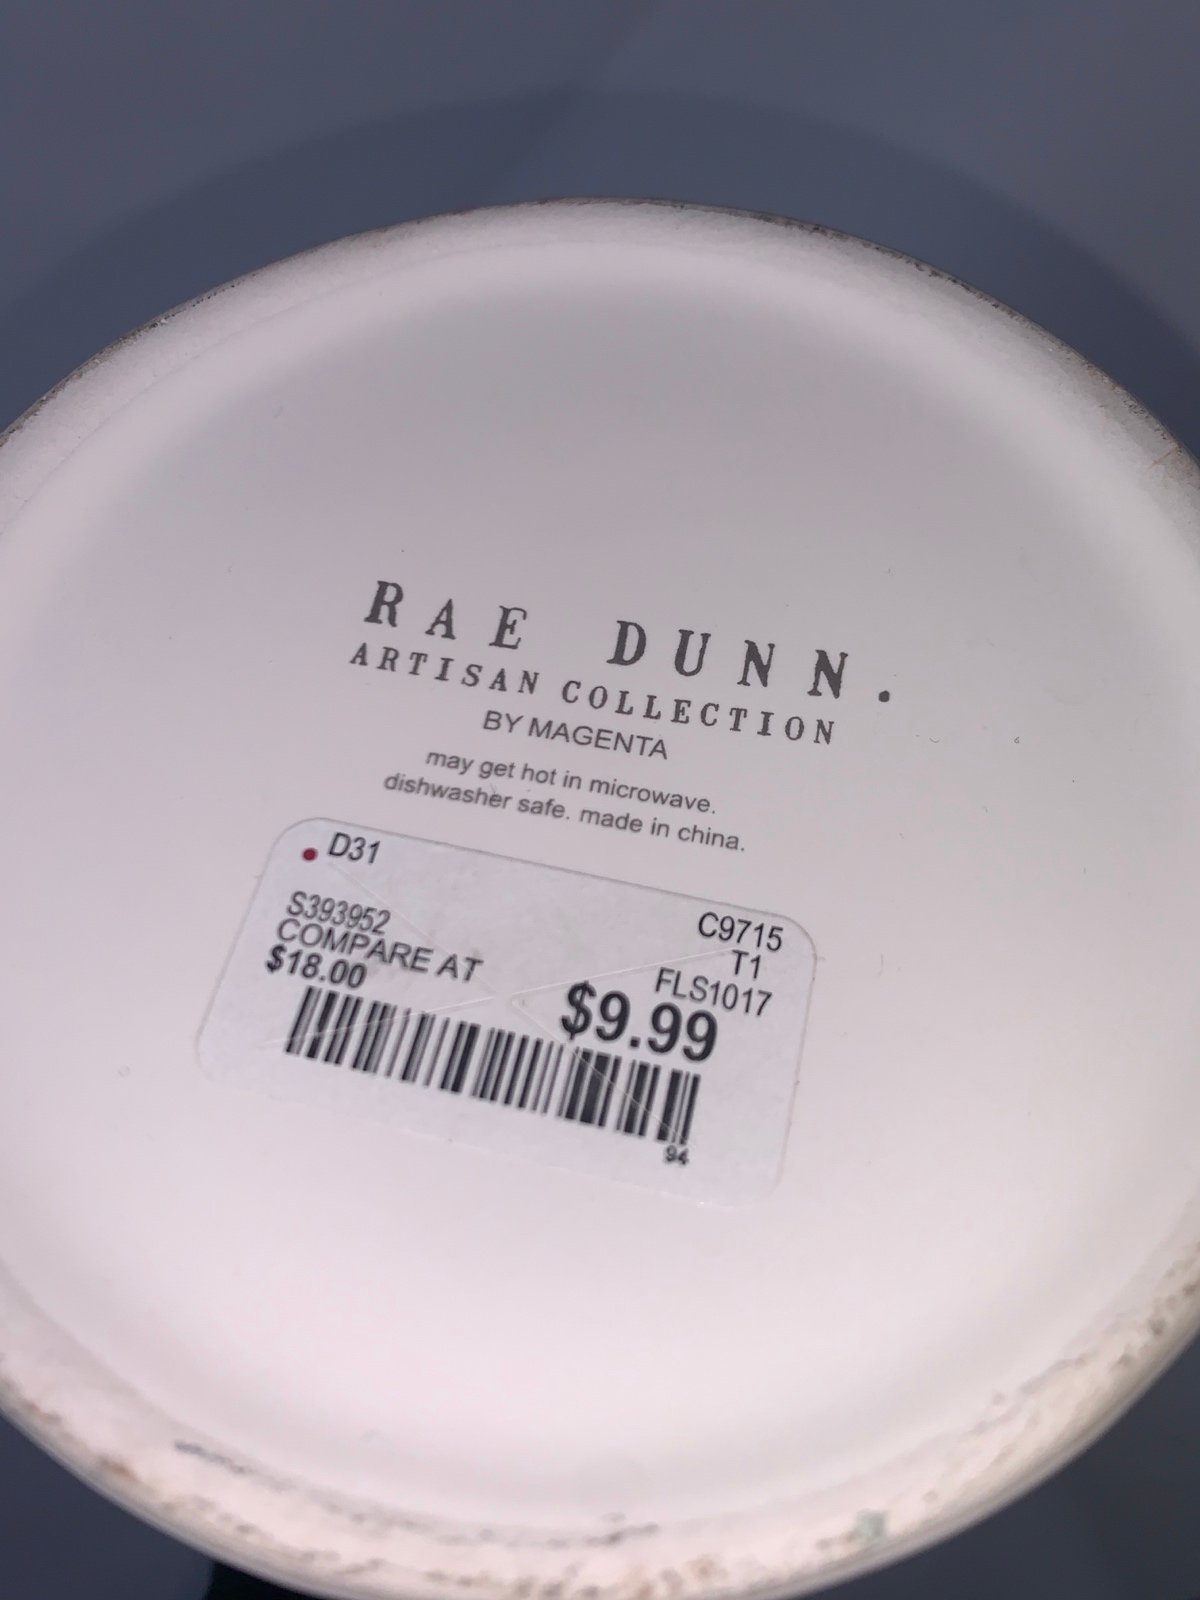 RAE DUNN.
ARTISAN COLLECTION
BY MAGENTA
may get hot in microwave.
dishwasher safe. made in china.
D31
C9715
S393952
T1
COMPARE AT
FLS1017
$18.00
$9.99
94